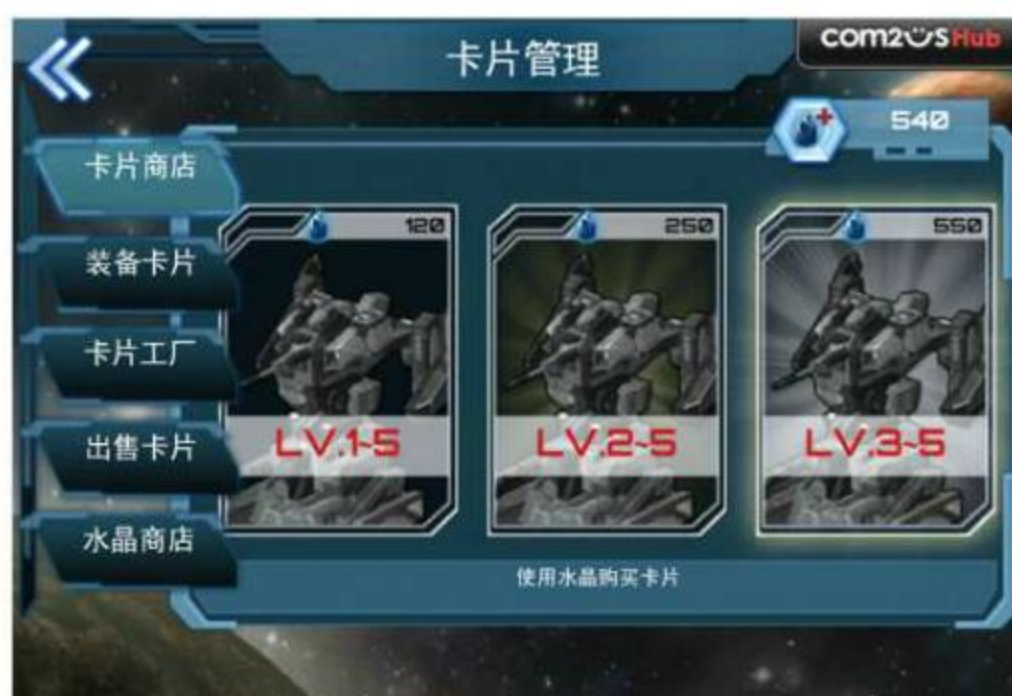 卡片管理
com2us Hub
540
卡片商店
装备卡片
卡片工厂
出售卡片
水晶商店
120
250
550
LV.1~5
LV.2~5
LV.3~5
使用水晶购买卡片